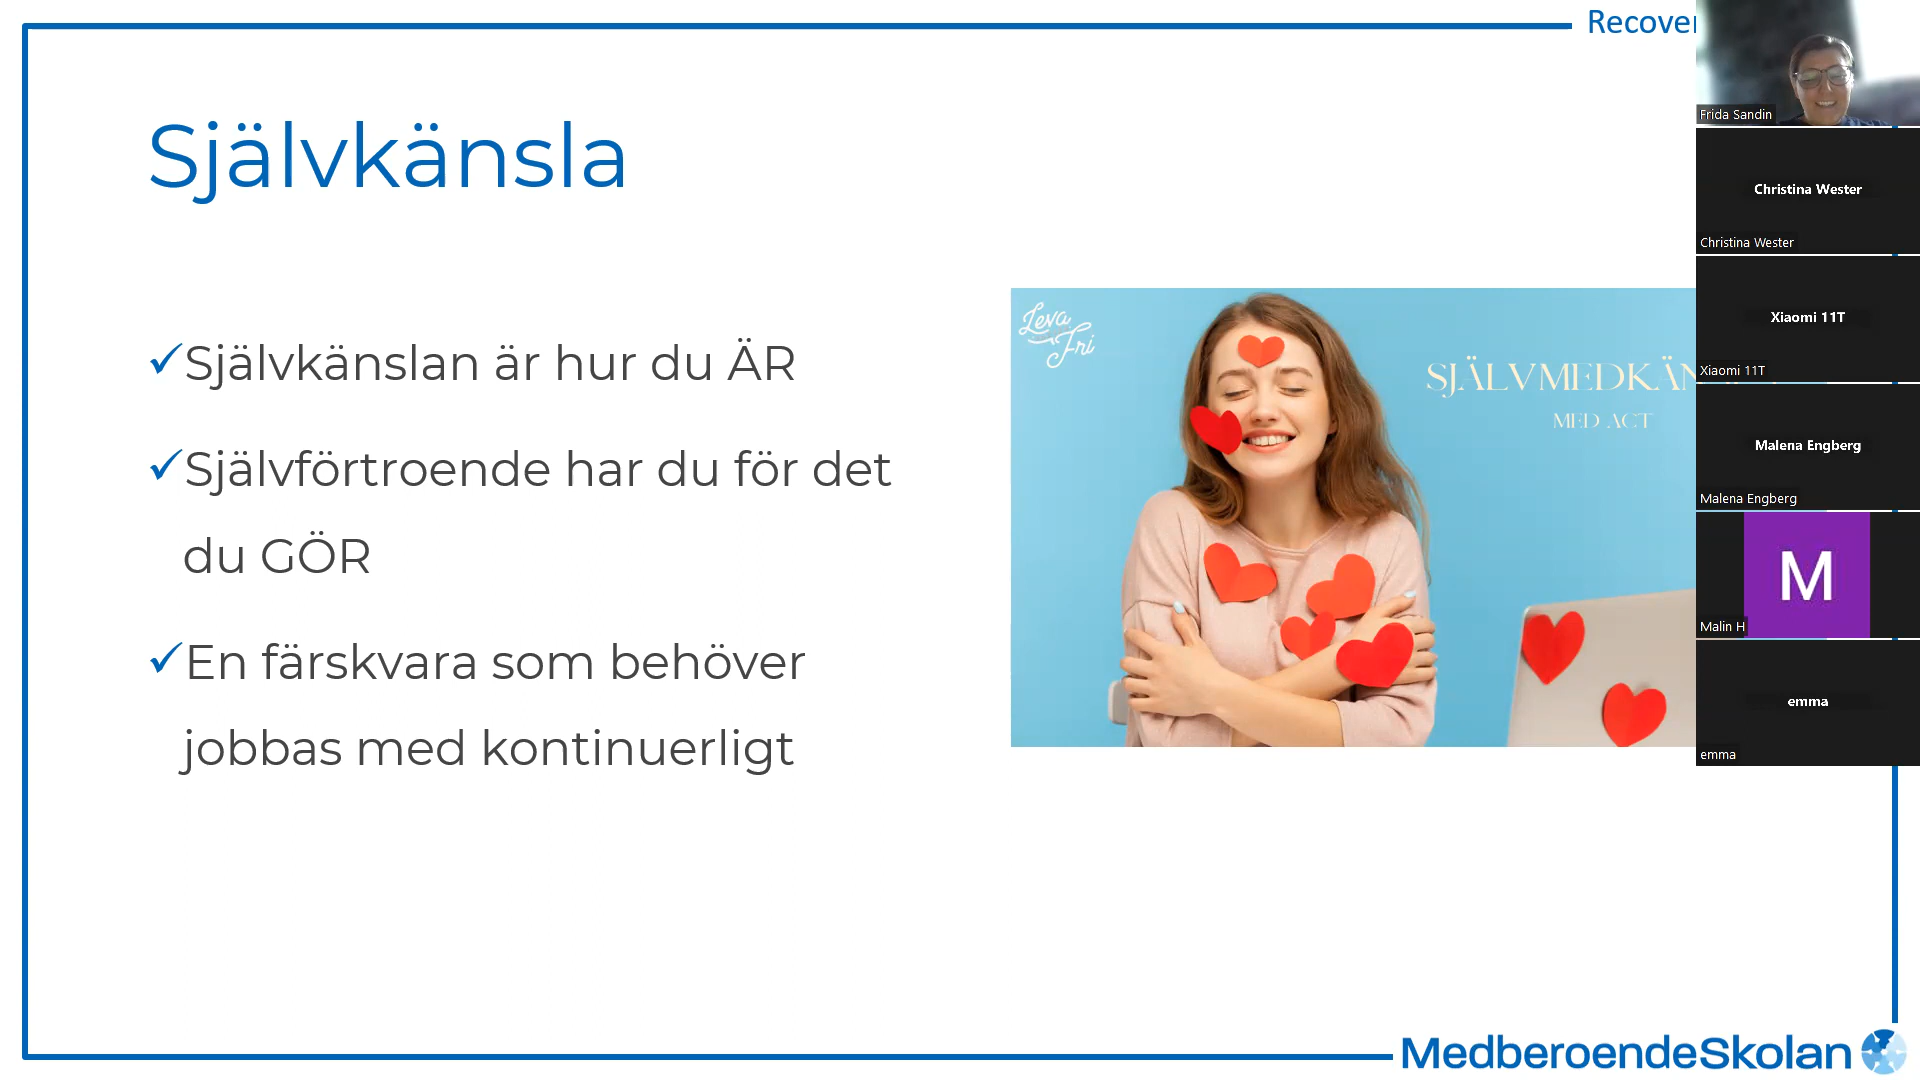 Recover
Självkänsla
✓Självkänslan är hur du ÄR
✓Självförtroende har du för det
du GÖR
✓En färskvara som behöver
jobbas med kontinuerligt
Leva
Fri
SJÄLVMEDKÄN
MED ACT
Frida Sandin
Christina Wester
Christina Wester
Xiaomi 11T
Xiaomi 11T
Malena Engberg
Malena Engberg
M
Malin H
emma
emma
MedberoendeSkolan